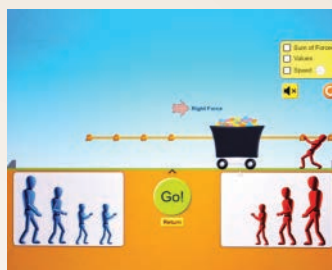 Sum of Forces
Values
Speed
Right Force
Go!
Return